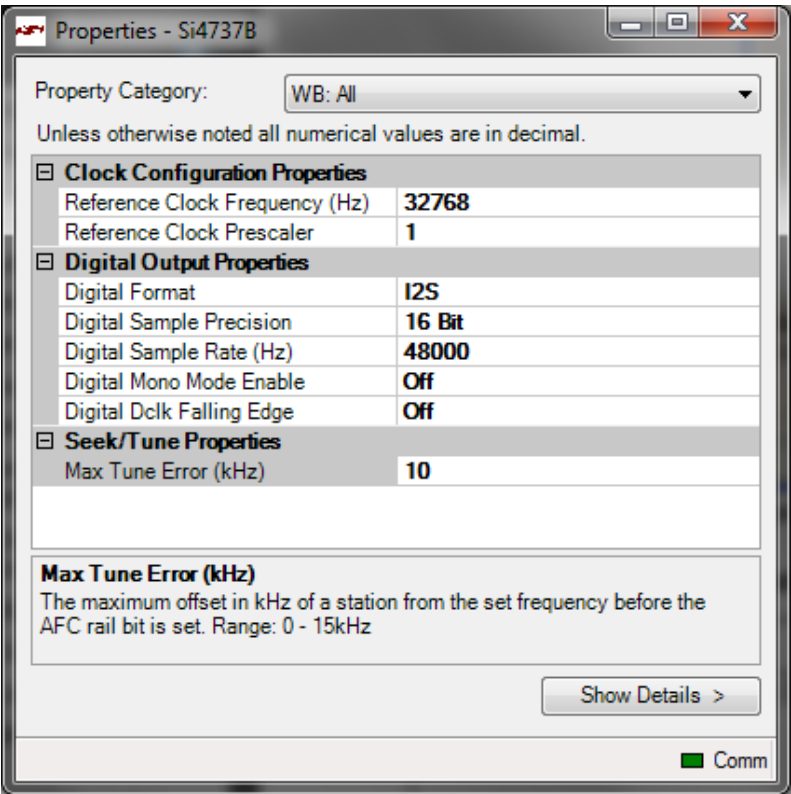 Properties - Si4737B
Property Category: WB: All
Unless otherwise noted all numerical values are in decimal.
Clock Configuration Properties
Reference Clock Frequency (Hz) 32768
Reference Clock Prescaler 1
Digital Output Properties
Digital Format I2S
Digital Sample Precision 16 Bit
Digital Sample Rate (Hz) 48000
Digital Mono Mode Enable Off
Digital Dclk Falling Edge Off
Seek/Tune Properties
Max Tune Error (kHz) 10
Max Tune Error (kHz)
The maximum offset in kHz of a station from the set frequency before the
AFC rail bit is set. Range: 0 - 15kHz
Show Details >
Comm